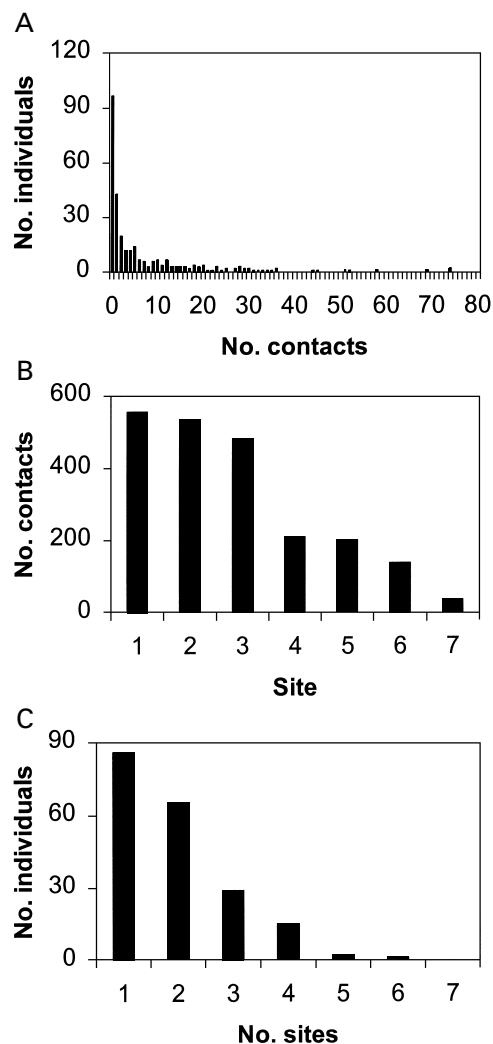 A
No. individuals
120
90
60
30
0
0 10 20 30 40 50 60 70 80
No. contacts
B
No. contacts
600
400
200
0
1 2 3 4 5 6 7
Site
C
No. individuals
90
60
30
0
1 2 3 4 5 6 7
No. sites